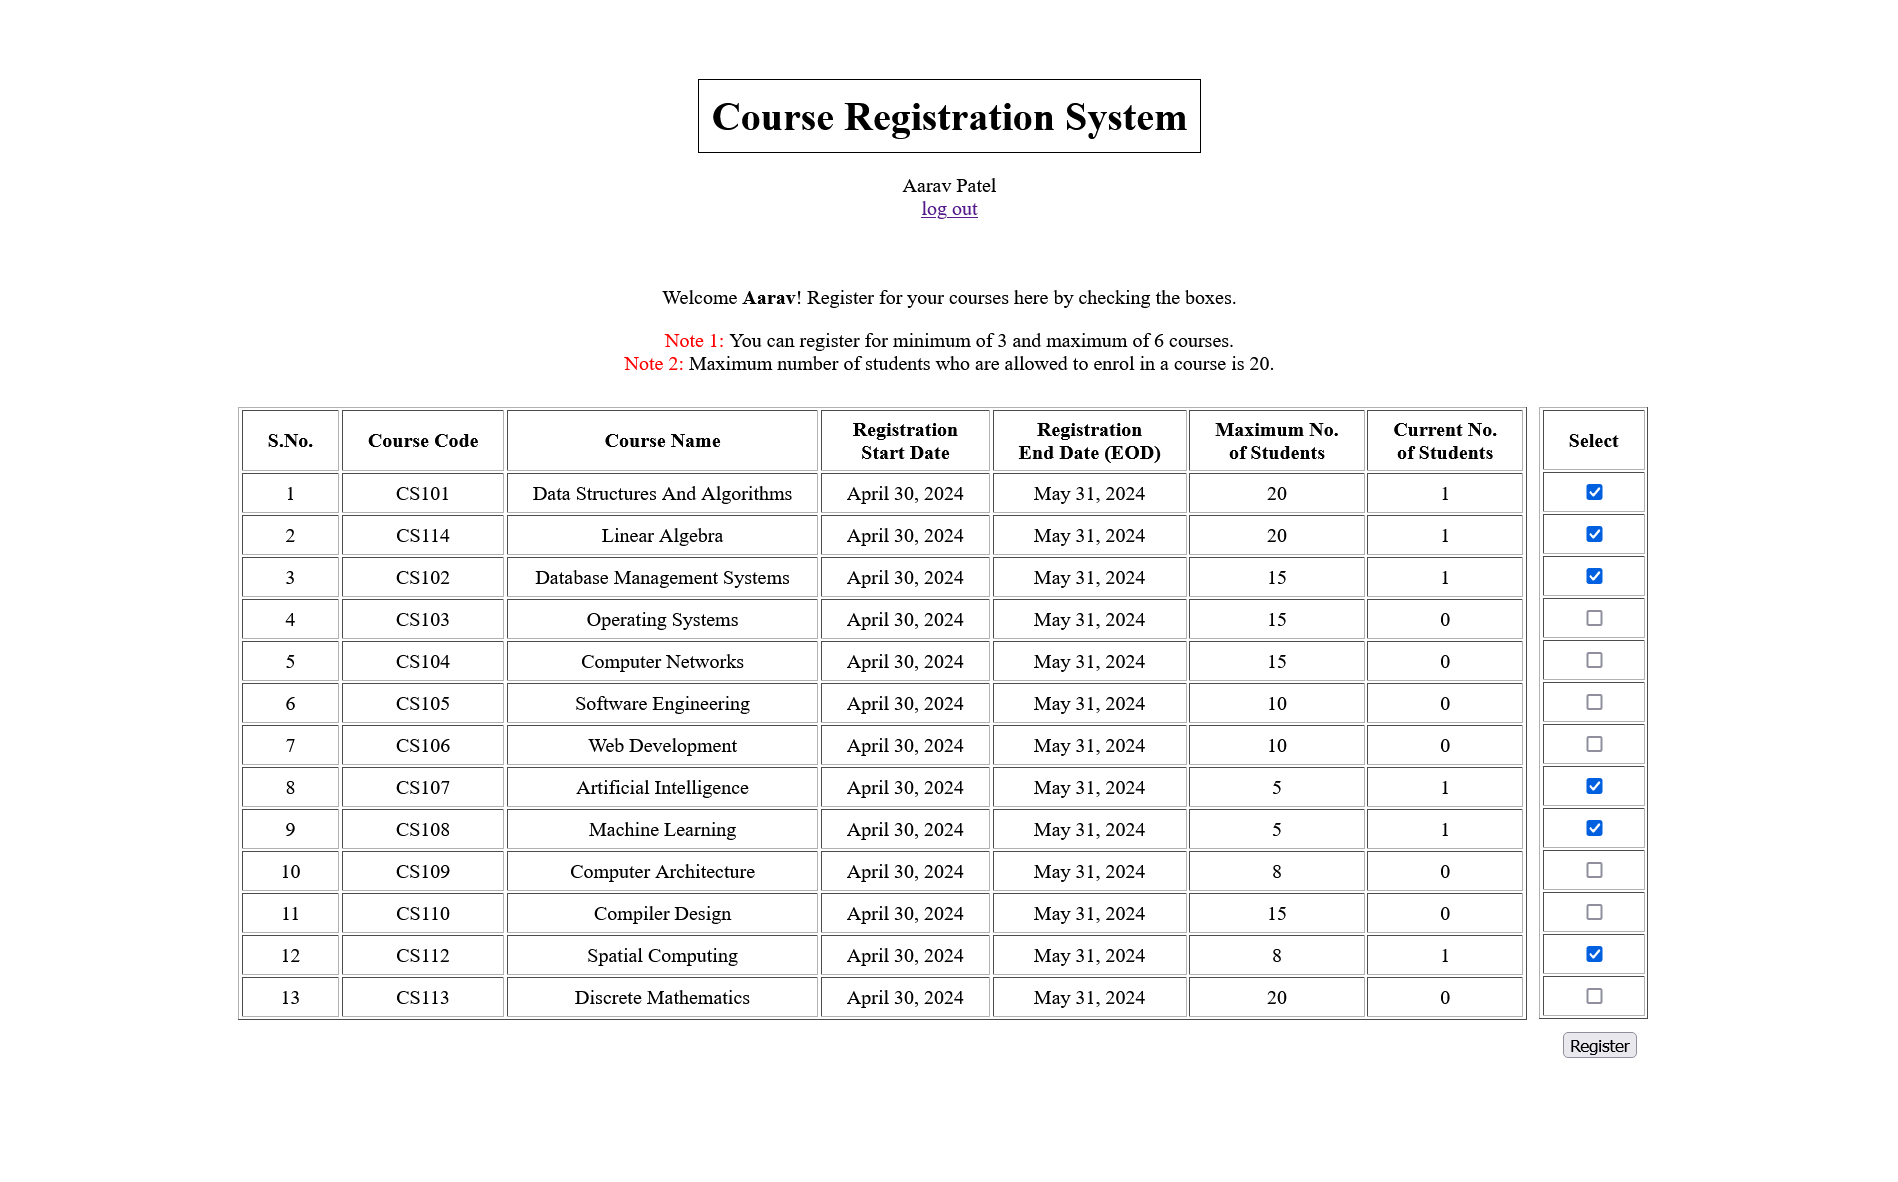 Course Registration System
Aarav Patel
log out
Welcome Aarav! Register for your courses here by checking the boxes.
Note 1: You can register for minimum of 3 and maximum of 6 courses.
Note 2: Maximum number of students who are allowed to enrol in a course is 20.
S.No. Course Code Course Name Registration Start Date Registration End Date (EOD) Maximum No. of Students Current No. of Students Select
1 CS101 Data Structures And Algorithms April 30, 2024 May 31, 2024 20 1
2 CS114 Linear Algebra April 30, 2024 May 31, 2024 20 1
3 CS102 Database Management Systems April 30, 2024 May 31, 2024 15 1
4 CS103 Operating Systems April 30, 2024 May 31, 2024 15 0
5 CS104 Computer Networks April 30, 2024 May 31, 2024 15 0
6 CS105 Software Engineering April 30, 2024 May 31, 2024 10 0
7 CS106 Web Development April 30, 2024 May 31, 2024 10 0
8 CS107 Artificial Intelligence April 30, 2024 May 31, 2024 5 1
9 CS108 Machine Learning April 30, 2024 May 31, 2024 5 1
10 CS109 Computer Architecture April 30, 2024 May 31, 2024 8 0
11 CS110 Compiler Design April 30, 2024 May 31, 2024 15 0
12 CS112 Spatial Computing April 30, 2024 May 31, 2024 8 1
13 CS113 Discrete Mathematics April 30, 2024 May 31, 2024 20 0
Register